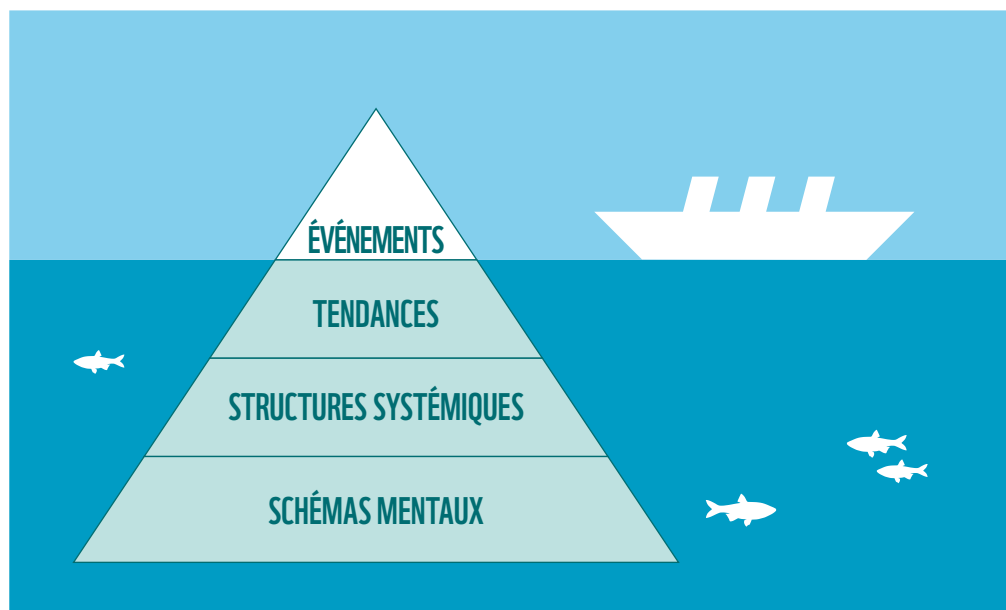 ÉVÉNEMENTS
TENDANCES
STRUCTURES SYSTÉMIQUES
SCHÉMAS MENTAUX